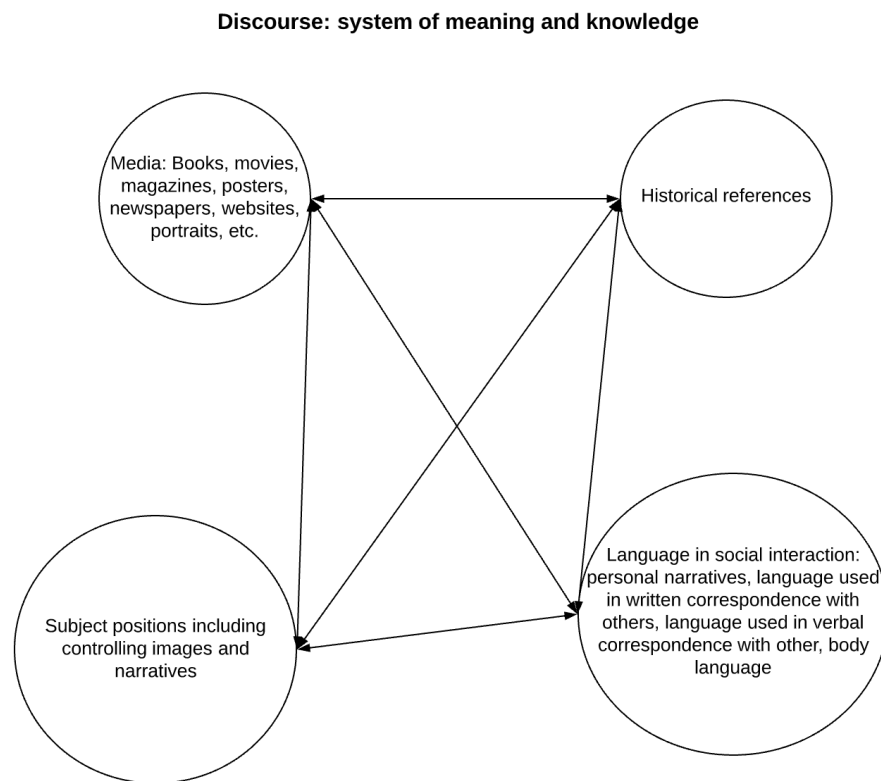 Discourse: system of meaning and knowledge
Media: Books, movies,
magazines, posters,
newspapers, websites,
portraits, etc.
Historical references
Subject positions including
controlling images and
narratives
Language in social interaction:
personal narratives, language used
in written correspondence with
others, language used in verbal
correspondence with other, body
language